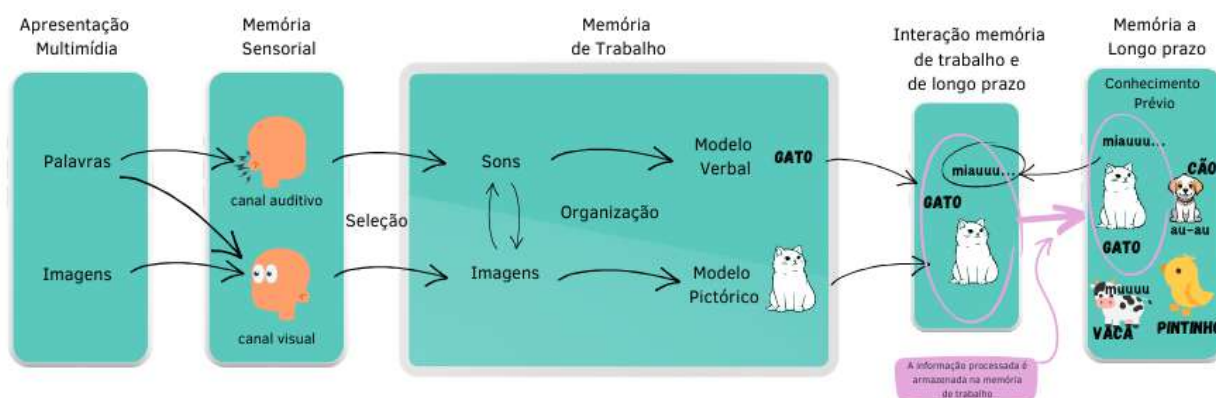 Apresentação
Multimídia
Palavras
Imagens
Memória
Sensorial
canal auditivo
canal visual
Seleção
Memória
de Trabalho
Sons
Imagens
Organização
Modelo
Verbal
GATO
Modelo
Pictórico
Interação memória
de trabalho e
de longo prazo
miauuu...
GATO
A informação processada é
armazenada na memória
de trabalho
Memória a
Longo prazo
Conhecimento
Prévio
miauuu...
CÃO
au-au
GATO
muuuu
VACA
PINTINHO